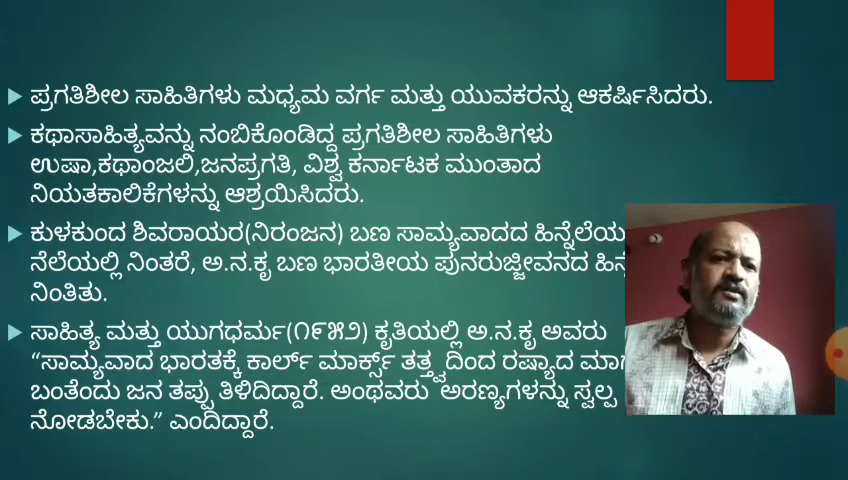 ಪ್ರಗತಿಶೀಲ ಸಾಹಿತಿಗಳು ಮಧ್ಯಮ ವರ್ಗ ಮತ್ತು ಯುವಕರನ್ನು ಆಕರ್ಷಿಸಿದರು.
ಕಥಾಸಾಹಿತ್ಯವನ್ನು ನಂಬಿಕೊಂಡಿದ್ದ ಪ್ರಗತಿಶೀಲ ಸಾಹಿತಿಗಳು
ಉಷಾ,ಕಥಾಂಜಲಿ,ಜನಪ್ರಗತಿ, ವಿಶ್ವ ಕರ್ನಾಟಕ ಮುಂತಾದ
ನಿಯತಕಾಲಿಕೆಗಳನ್ನು ಆಶ್ರಯಿಸಿದರು.
ಕುಳಕುಂದ ಶಿವರಾಯರ(ನಿರಂಜನ) ಬಣ ಸಾಮ್ಯವಾದದ ಹಿನ್ನೆಲೆಯ
ನೆಲೆಯಲ್ಲಿ ನಿಂತರೆ, ಅ.ನ.ಕೃ ಬಣ ಭಾರತೀಯ ಪುನರುಜ್ಜೀವನದ
ನಿಂತಿತು.
ಸಾಹಿತ್ಯ ಮತ್ತು ಯುಗಧರ್ಮ(೧೯೫೨) ಕೃತಿಯಲ್ಲಿ ಅ.ನ.ಕೃ ಅವರು
“ಸಾಮ್ಯವಾದ ಭಾರತಕ್ಕೆ ಕಾರ್ಲ್ ಮಾರ್ಕ್ಸ್ ತತ್ತ್ವದಿಂದ ರಷ್ಯಾದ
ಬಂತೆಂದು ಜನ ತಪ್ಪು ತಿಳಿದಿದ್ದಾರೆ. ಅಂಥವರು ಅರಣ್ಯಗಳನ್ನು ಸ್ವಲ್ಪ
ನೋಡಬೇಕು.” ಎಂದಿದ್ದಾರೆ.